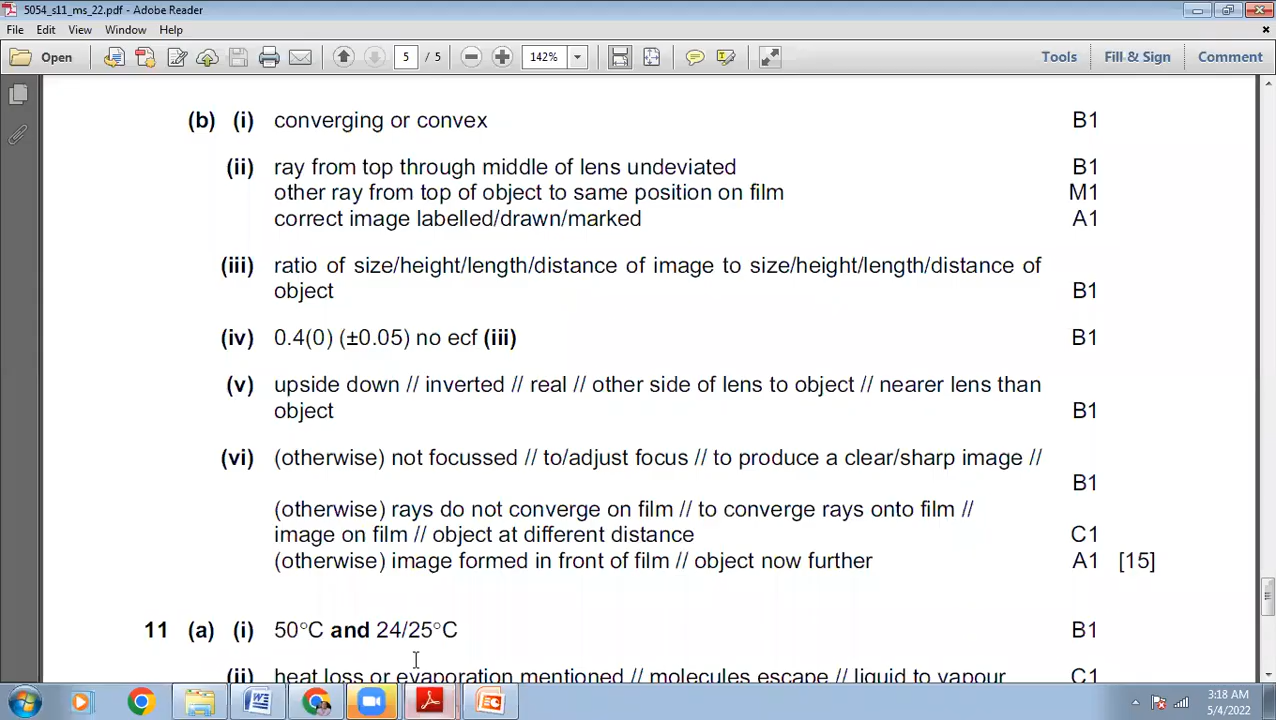 5054_s11_ms_22.pdf - Adobe Reader
File Edit View Window Help
Open 5 / 5 142% Tools Fill & Sign Comment
(b) (i) converging or convex B1
(ii) ray from top through middle of lens undeviated B1
other ray from top of object to same position on film M1
correct image labelled/drawn/marked A1
(iii) ratio of size/height/length/distance of image to size/height/length/distance of
object B1
(iv) 0.4(0) (±0.05) no ecf (iii) B1
(v) upside down // inverted // real // other side of lens to object // nearer lens than
object B1
(vi) (otherwise) not focussed // to/adjust focus // to produce a clear/sharp image //
B1
(otherwise) rays do not converge on film // to converge rays onto film //
image on film // object at different distance C1
(otherwise) image formed in front of film // object now further A1 [15]
11 (a) (i) 50°C and 24/25°C B1
(ii) heat loss or evaporation mentioned // molecules escape // liquid to vapour C1
3:18 AM
5/4/2022